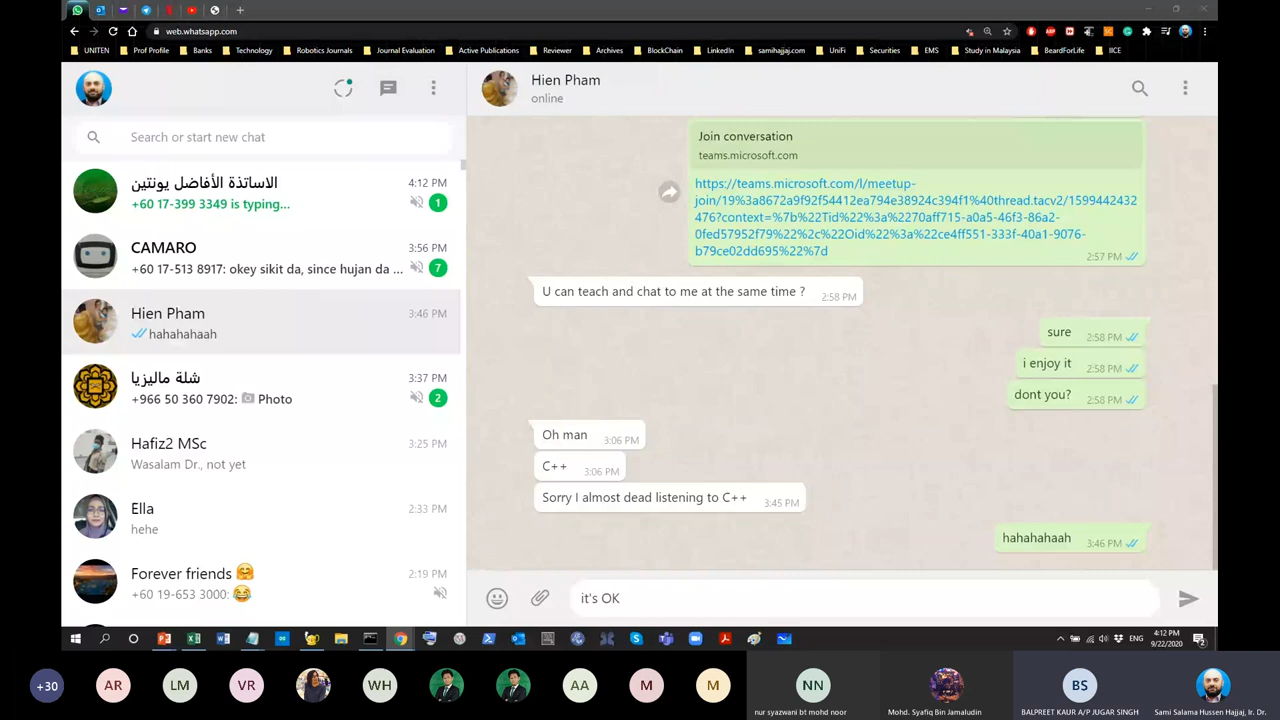 web.whatsapp.com
UNITEN
Prof Profile
Banks
Technology
Robotics Journals
Journal Evaluation
Active Publications
Reviewer
Archives
BlockChain
LinkedIn
samihajjaj.com
UniFi
Securities
EMS
Study in Malaysia
BeardForLife
IICE
Search or start new chat
الاساتذة الأفاضل يونتين
4:12 PM
+60 17-399 3349 is typing...
1
CAMARO
3:56 PM
+60 17-513 8917: okey sikit da, since hujan da ...
7
Hien Pham
3:46 PM
hahahahaah
شلة ماليزيا
3:37 PM
+966 50 360 7902: Photo
2
Hafiz2 MSc
3:25 PM
Wasalam Dr., not yet
Ella
2:33 PM
hehe
Forever friends 🤗
2:19 PM
+60 19-653 3000: 😂
Hien Pham
online
Join conversation
teams.microsoft.com
https://teams.microsoft.com/l/meetup-
join/19%3a8672a9f92f54412ea794e38924c394f1%40thread.tacv2/1599442432
476?context=%7b%22Tid%22%3a%2270aff715-a0a5-46f3-86a2-
0fed57952f79%22%2c%22Oid%22%3a%22ce4ff551-333f-40a1-9076-
b79ce02dd695%22%7d
2:57 PM
U can teach and chat to me at the same time ? 2:58 PM
sure 2:58 PM
i enjoy it 2:58 PM
dont you? 2:58 PM
Oh man 3:06 PM
C++ 3:06 PM
Sorry I almost dead listening to C++ 3:45 PM
hahahahaah 3:46 PM
it's OK
ENG
4:12 PM
9/22/2020
+30
AR
LM
VR
WH
AA
M
M
NN
nur syazwani bt mohd noor
Mohd. Syafiq Bin Jamaludin
BS
BALPREET KAUR A/P JUGAR SINGH
Sami Salama Hussen Hajjaj, Ir. Dr.